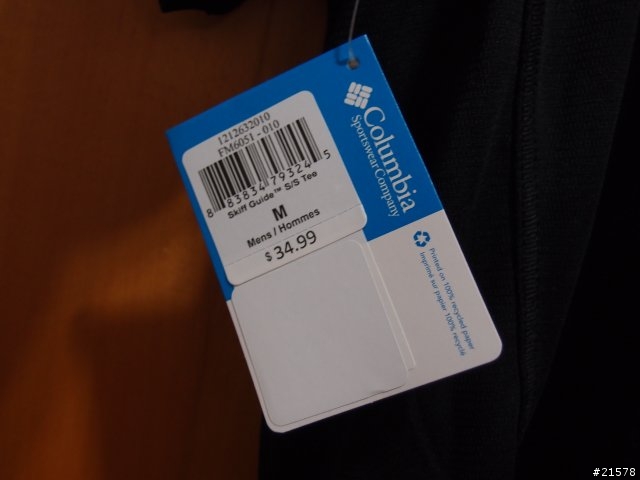 1212632010
FM6051 - 010
8 83834 79324 5
Skiff Guide™ S/S Tee
M
Mens / Hommes
$34.99
Columbia
Sportswear Company
Printed on 100% recycled paper
imprimé sur papier 100% recyclé
#21578